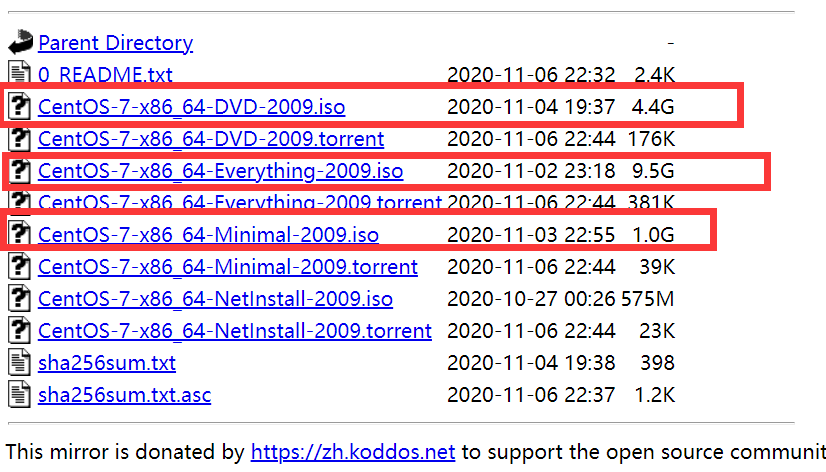 Parent Directory -
0_README.txt 2020-11-06 22:32 2.4K
CentOS-7-x86_64-DVD-2009.iso 2020-11-04 19:37 4.4G
CentOS-7-x86_64-DVD-2009.torrent 2020-11-06 22:44 176K
CentOS-7-x86_64-Everything-2009.iso 2020-11-02 23:18 9.5G
CentOS-7-x86_64-Everything-2009.torrent 2020-11-06 22:44 381K
CentOS-7-x86_64-Minimal-2009.iso 2020-11-03 22:55 1.0G
CentOS-7-x86_64-Minimal-2009.torrent 2020-11-06 22:44 39K
CentOS-7-x86_64-NetInstall-2009.iso 2020-10-27 00:26 575M
CentOS-7-x86_64-NetInstall-2009.torrent 2020-11-06 22:44 23K
sha256sum.txt 2020-11-04 19:38 398
sha256sum.txt.asc 2020-11-06 22:37 1.2K
This mirror is donated by https://zh.koddos.net to support the open source communit